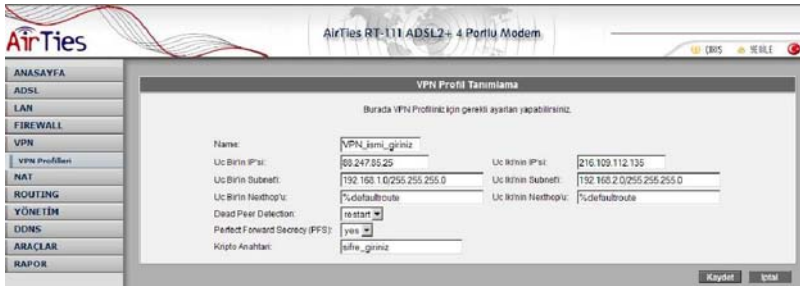 AirTies
AirTies RT-111 ADSL2+ 4 Portlu Modem
ÇIKIŞ YENİLE
ANASAYFA
ADSL
LAN
FIREWALL
VPN
VPN Profilleri
NAT
ROUTING
YÖNETİM
DDNS
ARAÇLAR
RAPOR
VPN Profil Tanımlama
Burada VPN Profiliniz için gerekli ayarları yapabilirsiniz.
Name: VPN_ismi_giriniz
Uc Bir'in IP'si: 88.247.85.25 Uc Iki'nin IP'si: 216.109.112.135
Uc Bir'in Subnet'i: 192.168.1.0/255.255.255.0 Uc Iki'nin Subnet'i: 192.168.2.0/255.255.255.0
Uc Bir'in Nexthop'u: %defaultroute Uc Iki'nin Nexthop'u: %defaultroute
Dead Peer Detection: restart
Perfect Forward Secrecy (PFS): yes
Kripto Anahtarı: sifre_giriniz
Kaydet İptal